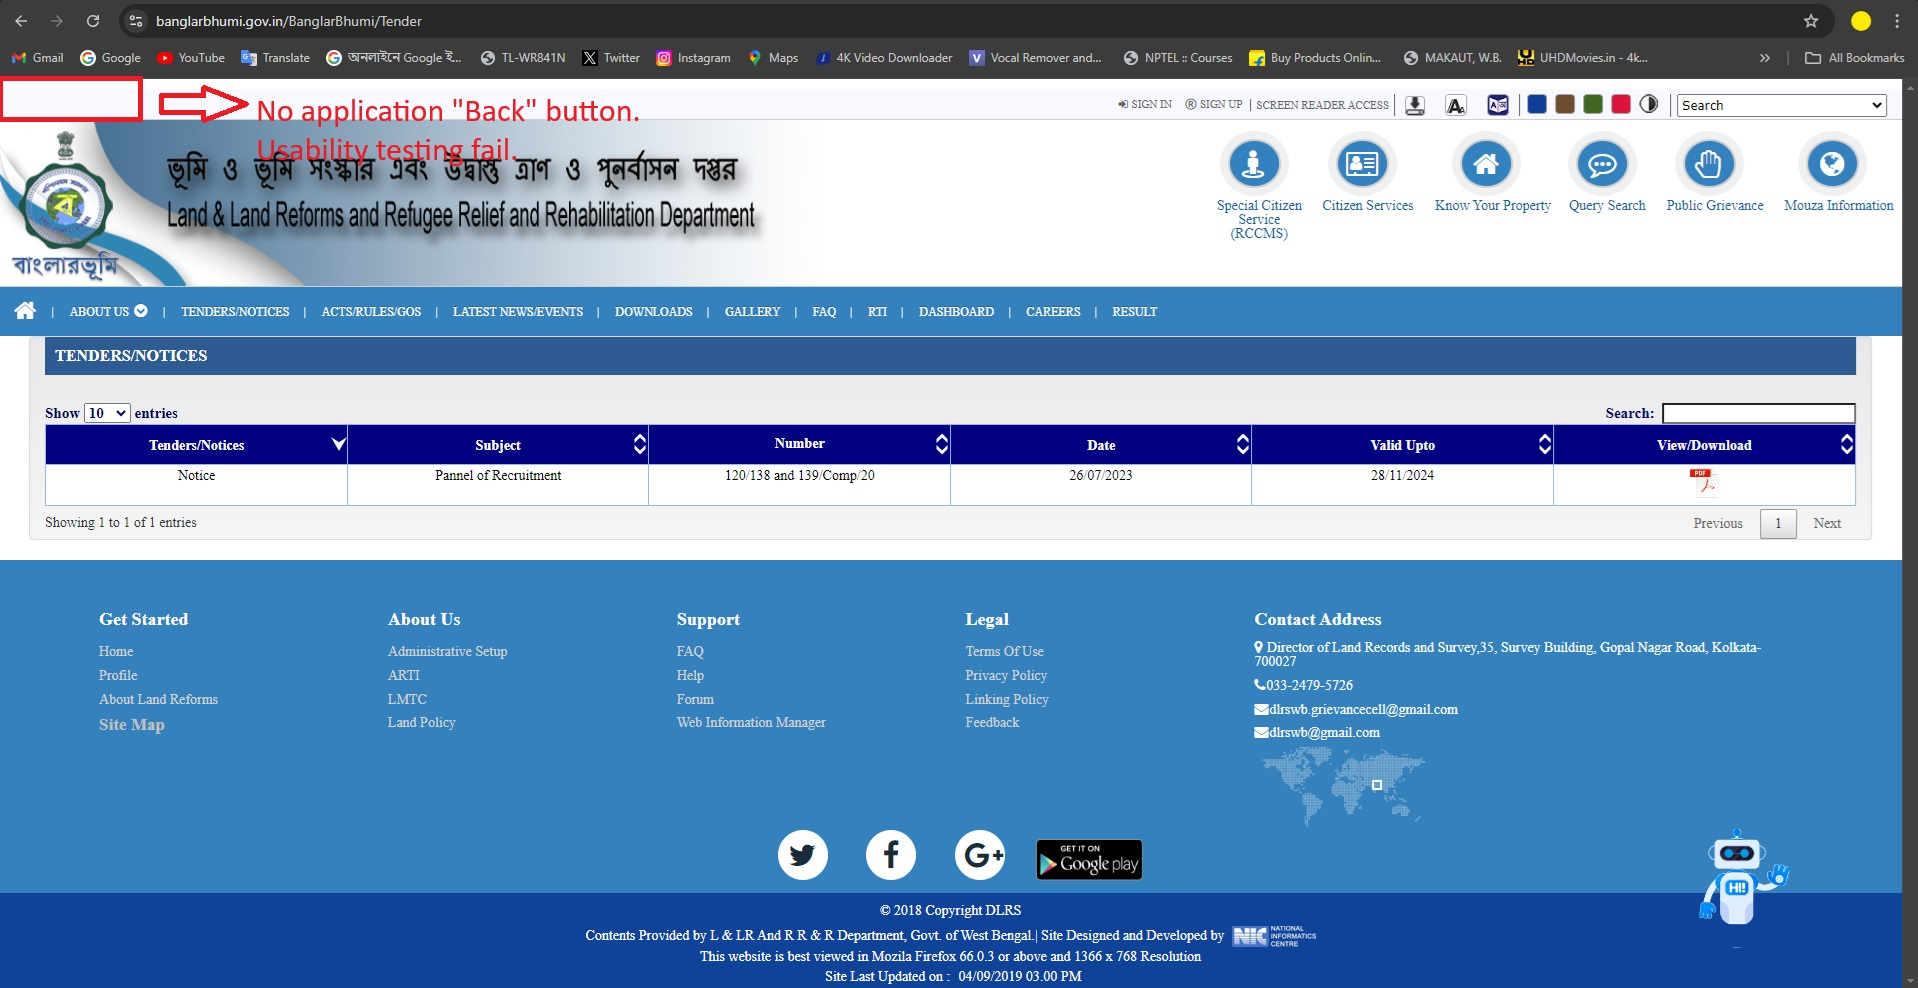 banglarbhumi.gov.in/BanglarBhumi/Tender
Gmail Google YouTube Translate অনলাইনে Google ই... TL-WR841N Twitter Instagram Maps 4K Video Downloader Vocal Remover and... NPTEL :: Courses Buy Products Onlin... MAKAUT, W.B. UHDMovies.in - 4k... » All Bookmarks
No application "Back" button.
Usability testing fail.
SIGN IN SIGN UP | SCREEN READER ACCESS Search
ভূমি ও ভূমি সংস্কার এবং উদ্বাস্তু ত্রাণ ও পুনর্বাসন দপ্তর
Land & Land Reforms and Refugee Relief and Rehabilitation Department
বাংলারভূমি
Special Citizen Service (RCCMS)
Citizen Services
Know Your Property
Query Search
Public Grievance
Mouza Information
| ABOUT US | TENDERS/NOTICES | ACTS/RULES/GOS | LATEST NEWS/EVENTS | DOWNLOADS | GALLERY | FAQ | RTI | DASHBOARD | CAREERS | RESULT
TENDERS/NOTICES
Show 10 entries Search:
Tenders/Notices Subject Number Date Valid Upto View/Download
Notice Pannel of Recruitment 120/138 and 139/Comp/20 26/07/2023 28/11/2024 PDF
Showing 1 to 1 of 1 entries Previous 1 Next
Get Started
Home
Profile
About Land Reforms
Site Map
About Us
Administrative Setup
ARTI
LMTC
Land Policy
Support
FAQ
Help
Forum
Web Information Manager
Legal
Terms Of Use
Privacy Policy
Linking Policy
Feedback
Contact Address
Director of Land Records and Survey,35, Survey Building, Gopal Nagar Road, Kolkata-
700027
033-2479-5726
dlrswb.grievancecell@gmail.com
dlrswb@gmail.com
G+
GET IT ON
Google play
HI!
© 2018 Copyright DLRS
Contents Provided by L & LR And R R & R Department, Govt. of West Bengal.| Site Designed and Developed by NIC NATIONAL INFORMATICS CENTRE
This website is best viewed in Mozila Firefox 66.0.3 or above and 1366 x 768 Resolution
Site Last Updated on : 04/09/2019 03.00 PM